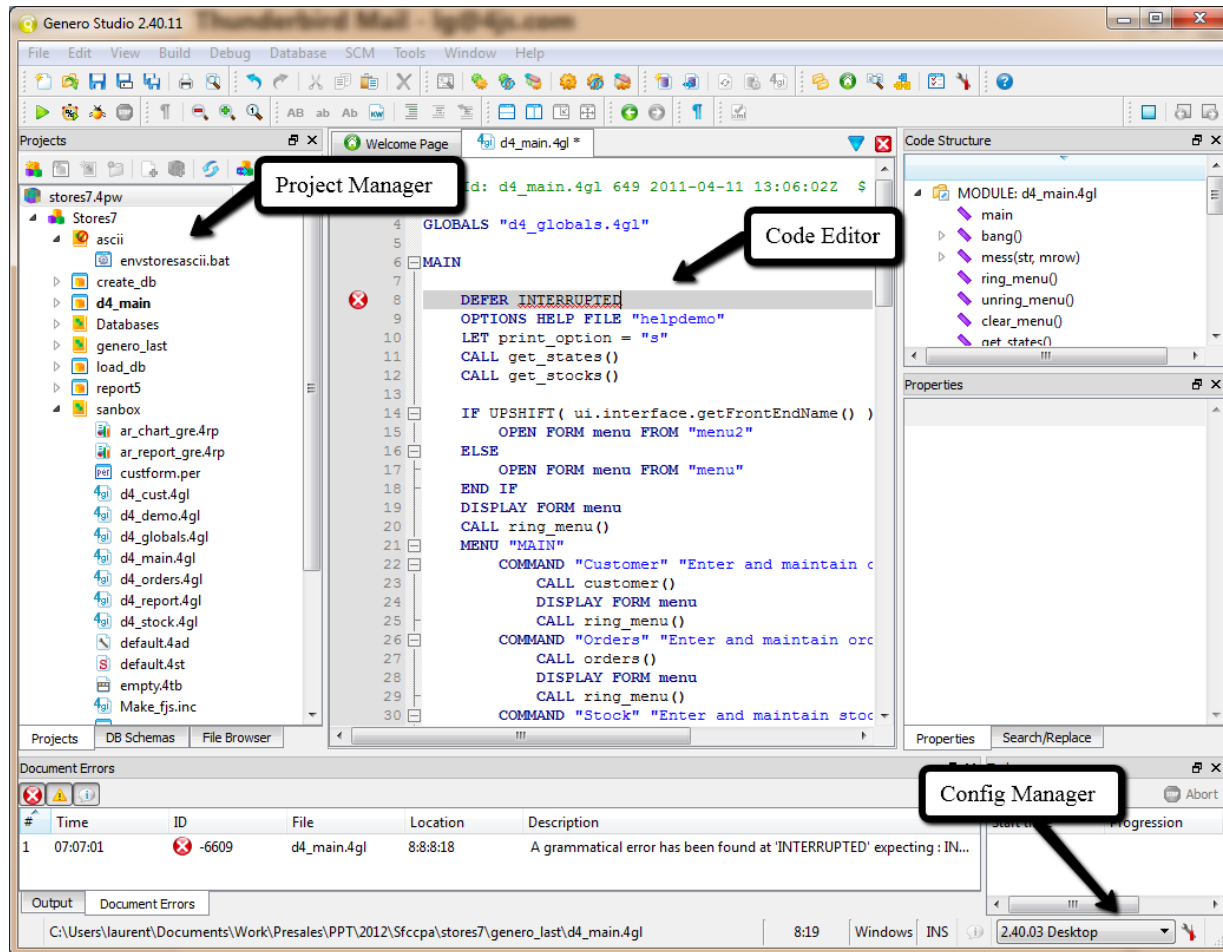 Genero Studio 2.40.11
Thunderbird Mail - lg@4js.com
File Edit View Build Debug Database SCM Tools Window Help
AB ab Ab KW
Projects
Project Manager
stores7.4pw
Stores7
ascii
envstoresascii.bat
create_db
d4_main
Databases
genero_last
load_db
report5
sanbox
ar_chart_gre.4rp
ar_report_gre.4rp
custform.per
d4_cust.4gl
d4_demo.4gl
d4_globals.4gl
d4_main.4gl
d4_orders.4gl
d4_report.4gl
d4_stock.4gl
default.4ad
default.4st
empty.4tb
Make_fjs.inc
Projects DB Schemas File Browser
Welcome Page d4_main.4gl *
Id: d4_main.4gl 649 2011-04-11 13:06:02Z $
Code Editor
4 GLOBALS "d4_globals.4gl"
5
6 MAIN
7
8 DEFER INTERRUPTED
9 OPTIONS HELP FILE "helpdemo"
10 LET print_option = "s"
11 CALL get_states()
12 CALL get_stocks()
13
14 IF UPSHIFT( ui.interface.getFrontEndName() )
15 OPEN FORM menu FROM "menu2"
16 ELSE
17 OPEN FORM menu FROM "menu"
18 END IF
19 DISPLAY FORM menu
20 CALL ring_menu()
21 MENU "MAIN"
22 COMMAND "Customer" "Enter and maintain c
23 CALL customer()
24 DISPLAY FORM menu
25 CALL ring_menu()
26 COMMAND "Orders" "Enter and maintain orc
27 CALL orders()
28 DISPLAY FORM menu
29 CALL ring_menu()
30 COMMAND "Stock" "Enter and maintain stoc
Code Structure
MODULE: d4_main.4gl
main
bang()
mess(str, mrow)
ring_menu()
unring_menu()
clear_menu()
get_states()
Properties
Properties Search/Replace
Document Errors
# Time ID File Location Description
1 07:07:01 -6609 d4_main.4gl 8:8:8:18 A grammatical error has been found at 'INTERRUPTED' expecting : IN...
Output Document Errors
Config Manager
Abort
Start time Progression
C:\Users\laurent\Documents\Work\Presales\PPT\2012\Sfccpa\stores7\genero_last\d4_main.4gl 8:19 Windows INS 2.40.03 Desktop